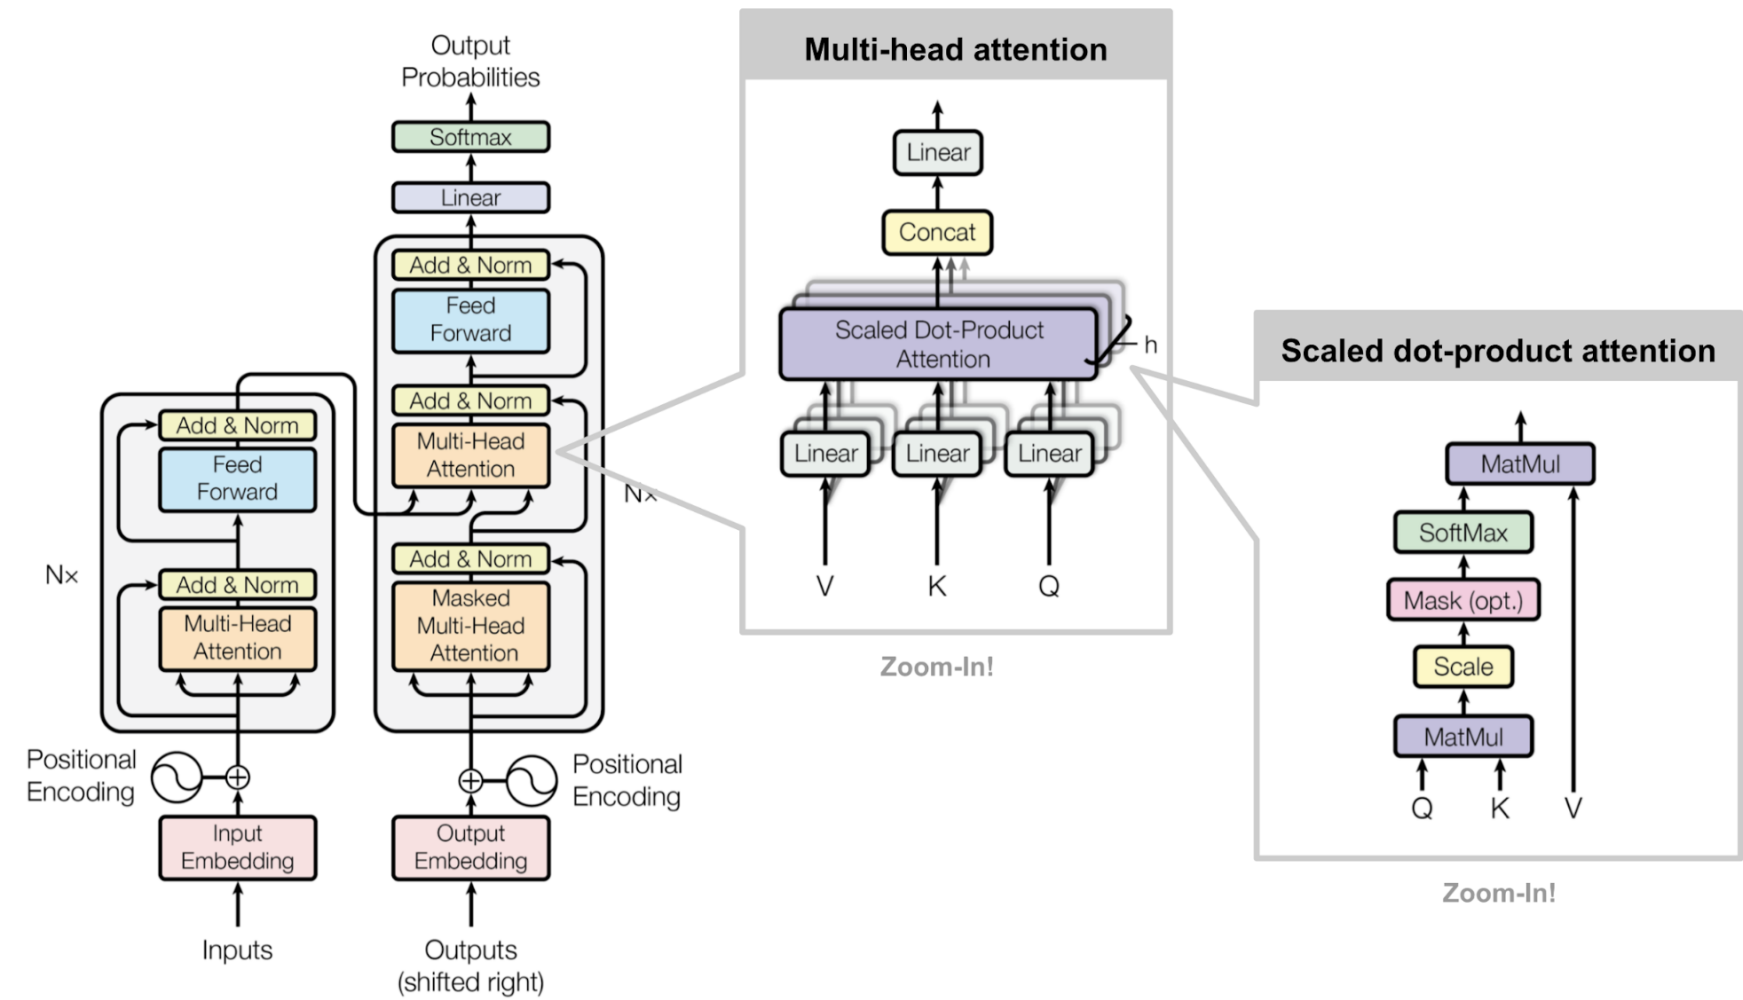 Output
Probabilities
Softmax
Linear
Add & Norm
Feed
Forward
Add & Norm
Multi-Head
Attention
Nx
Add & Norm
Masked
Multi-Head
Attention
Add & Norm
Feed
Forward
Nx
Add & Norm
Multi-Head
Attention
Positional
Encoding
Positional
Encoding
Input
Embedding
Output
Embedding
Inputs
Outputs
(shifted right)
Multi-head attention
Linear
Concat
Scaled Dot-Product
Attention
h
Linear
Linear
Linear
V
K
Q
Zoom-In!
Scaled dot-product attention
MatMul
SoftMax
Mask (opt.)
Scale
MatMul
Q
K
V
Zoom-In!